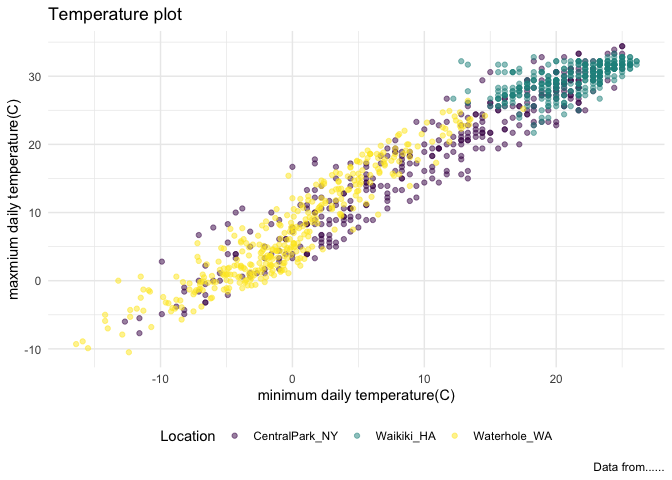 Temperature plot
maxmium daily temperature(C)
30
20
10
0
-10
-10 0 10 20
minimum daily temperature(C)
Location CentralPark_NY Waikiki_HA Waterhole_WA
Data from......